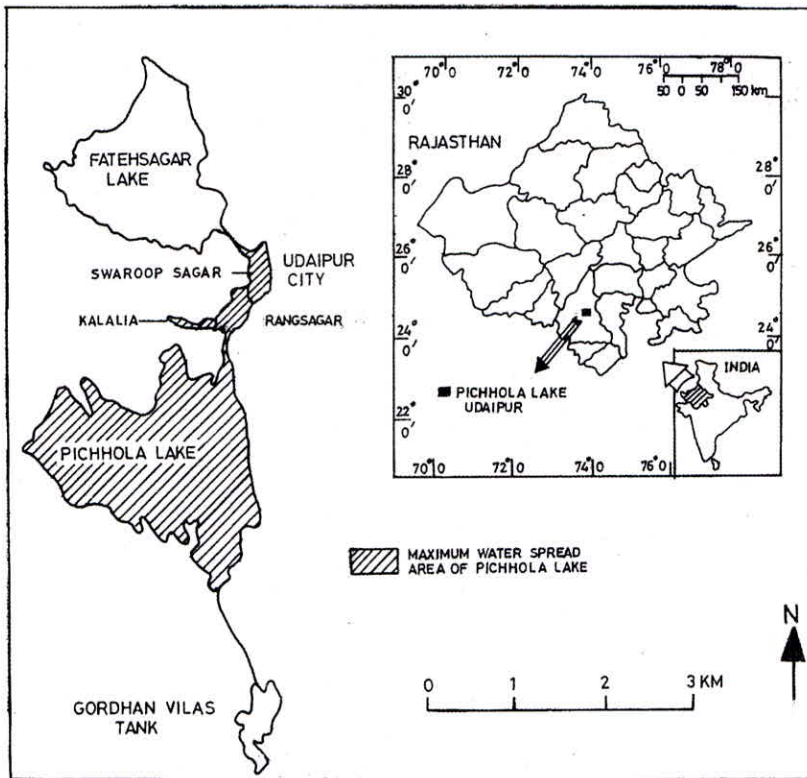 FATEHSAGAR
LAKE
SWAROOP SAGAR
UDAIPUR
CITY
KALALIA
RANGSAGAR
PICHHOLA LAKE
GORDHAN VILAS
TANK
70° 0' 72° 0' 74° 0' 76° 0' 78° 0'
50 0 50 150 km
30° 0'
RAJASTHAN
28° 0' 28° 0'
26° 0' 26° 0'
24° 0' 24° 0'
INDIA
PICHHOLA LAKE
UDAIPUR
22° 0'
70° 0' 72° 0' 74° 0' 76° 0'
MAXIMUM WATER SPREAD
AREA OF PICHHOLA LAKE
N
0 1 2 3 KM